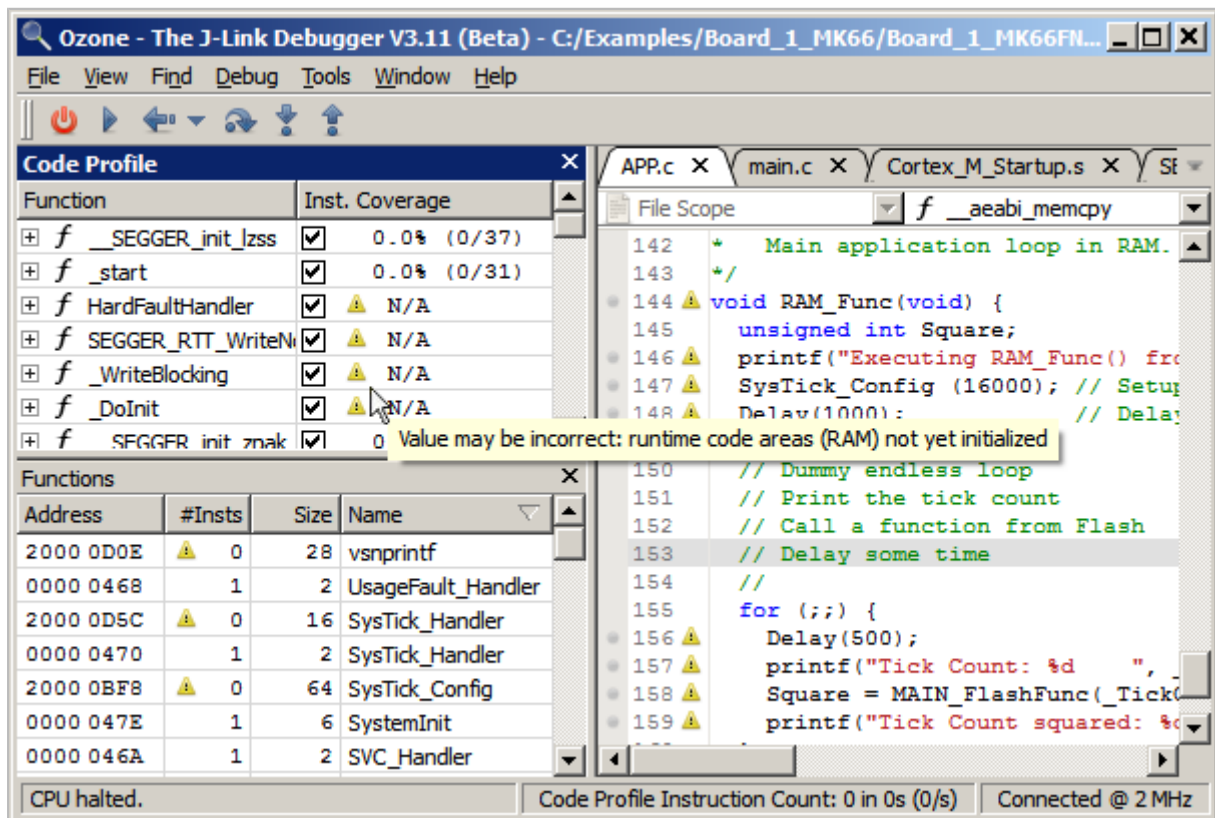 Ozone - The J-Link Debugger V3.11 (Beta) - C:/Examples/Board_1_MK66/Board_1_MK66FN...
File View Find Debug Tools Window Help
Code Profile
Function Inst. Coverage
__SEGGER_init_lzss 0.0% (0/37)
_start 0.0% (0/31)
HardFaultHandler N/A
SEGGER_RTT_WriteN N/A
_WriteBlocking N/A
_DoInit N/A
__SEGGER_init_zpak 0
Value may be incorrect: runtime code areas (RAM) not yet initialized
Functions
Address #Insts Size Name
2000 0D0E 0 28 vsnprintf
0000 0468 1 2 UsageFault_Handler
2000 0D5C 0 16 SysTick_Handler
0000 0470 1 2 SysTick_Handler
2000 0BF8 0 64 SysTick_Config
0000 047E 1 6 SystemInit
0000 046A 1 2 SVC_Handler
APP.c main.c Cortex_M_Startup.s SE
File Scope f __aeabi_memcpy
142 * Main application loop in RAM.
143 */
144 void RAM_Func(void) {
145 unsigned int Square;
146 printf("Executing RAM_Func() fro
147 SysTick_Config (16000); // Setup
148 Delay(1000); // Delay
150 // Dummy endless loop
151 // Print the tick count
152 // Call a function from Flash
153 // Delay some time
154 //
155 for (;;) {
156 Delay(500);
157 printf("Tick Count: %d ", _
158 Square = MAIN_FlashFunc(_TickC
159 printf("Tick Count squared: %d
CPU halted. Code Profile Instruction Count: 0 in 0s (0/s) Connected @ 2 MHz